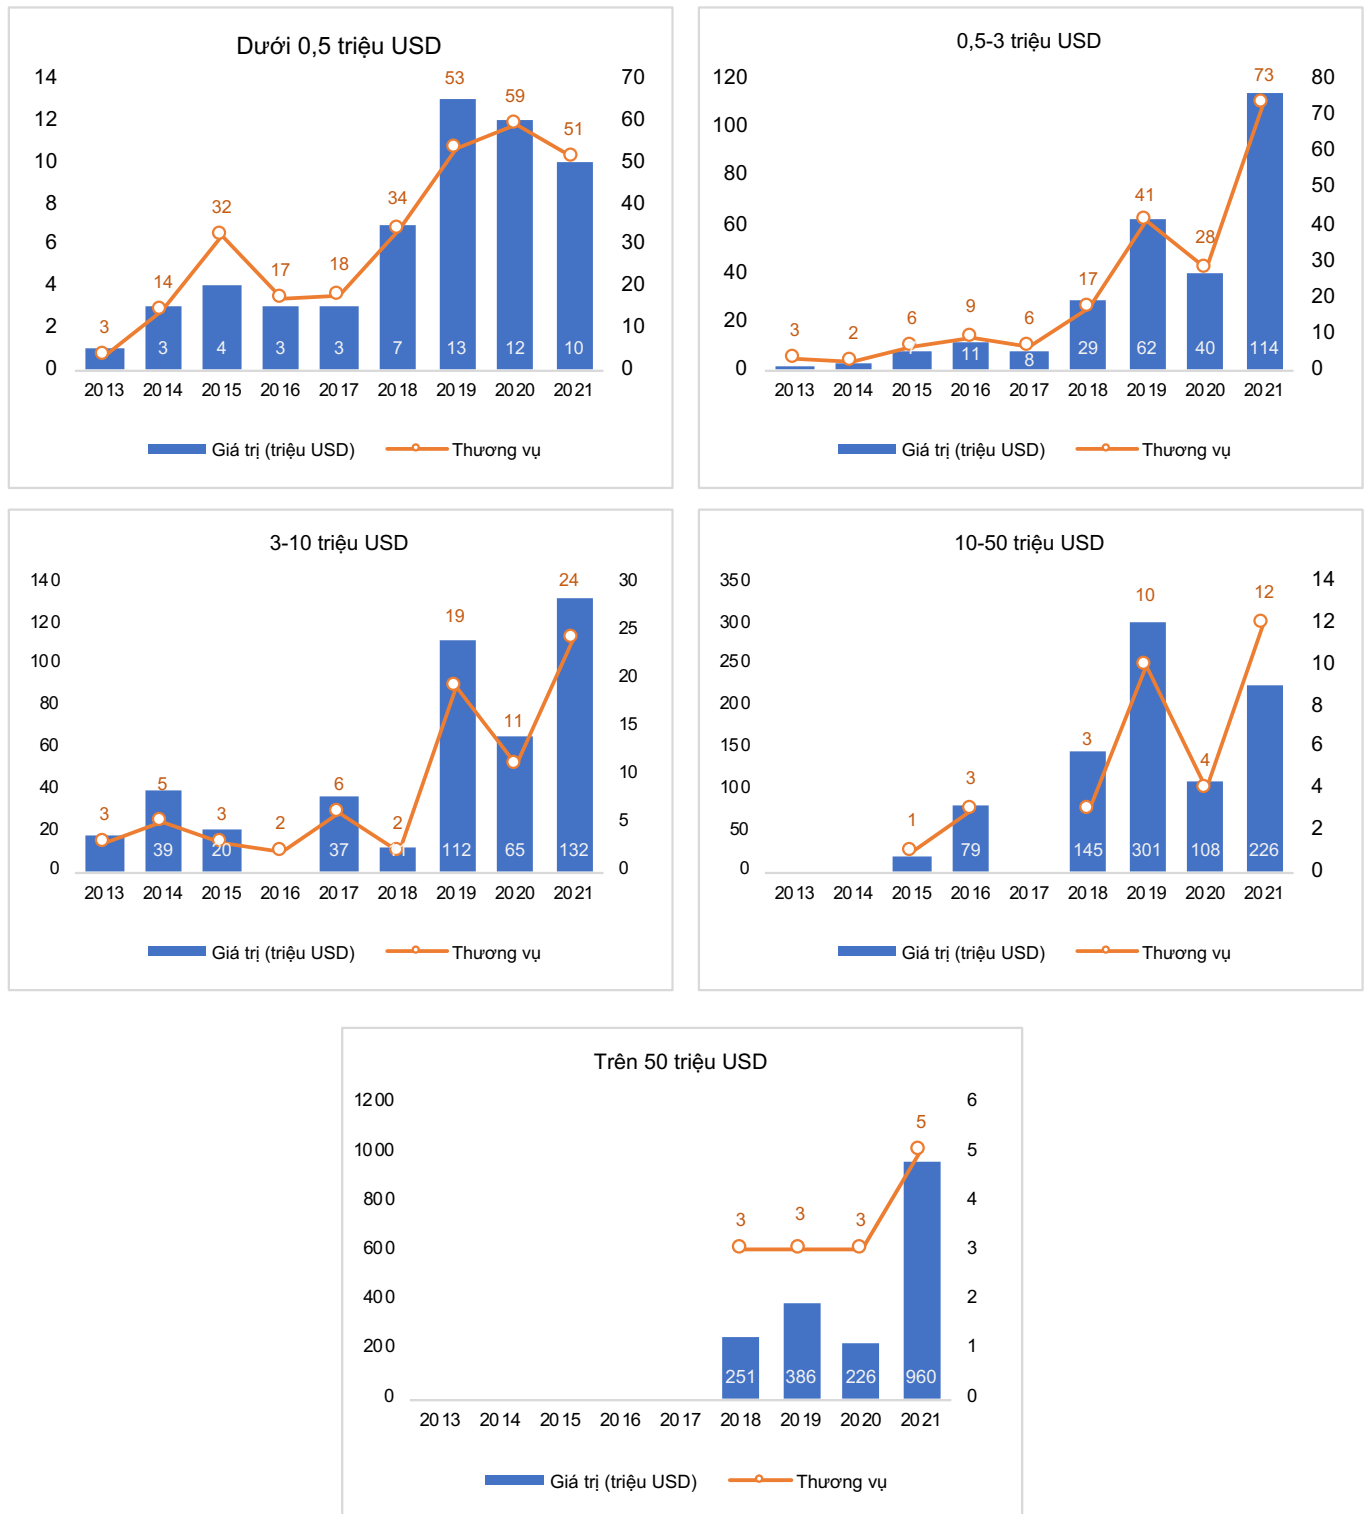 Dưới 0,5 triệu USD
14 70
12 60
10 50
8 40
6 30
4 20
2 10
0 0
3 14 32 17 18 34 53 59 51
3 4 3 3 7 13 12 10
2013 2014 2015 2016 2017 2018 2019 2020 2021
Giá trị (triệu USD) Thương vụ
0,5-3 triệu USD
120 80
100 70
80 60
60 50
40 40
20 30
0 20
10
0
3 2 6 9 6 17 41 28 73
11 8 29 62 40 114
2013 2014 2015 2016 2017 2018 2019 2020 2021
Giá trị (triệu USD) Thương vụ
3-10 triệu USD
140 30
120 25
100 20
80 15
60 10
40 5
20 0
0
3 5 3 2 6 2 19 11 24
39 20 37 112 65 132
2013 2014 2015 2016 2017 2018 2019 2020 2021
Giá trị (triệu USD) Thương vụ
10-50 triệu USD
350 14
300 12
250 10
200 8
150 6
100 4
50 2
0 0
1 3 3 10 4 12
79 145 301 108 226
2013 2014 2015 2016 2017 2018 2019 2020 2021
Giá trị (triệu USD) Thương vụ
Trên 50 triệu USD
1200 6
1000 5
800 4
600 3
400 2
200 1
0 0
3 3 3 5
251 386 226 960
2013 2014 2015 2016 2017 2018 2019 2020 2021
Giá trị (triệu USD) Thương vụ